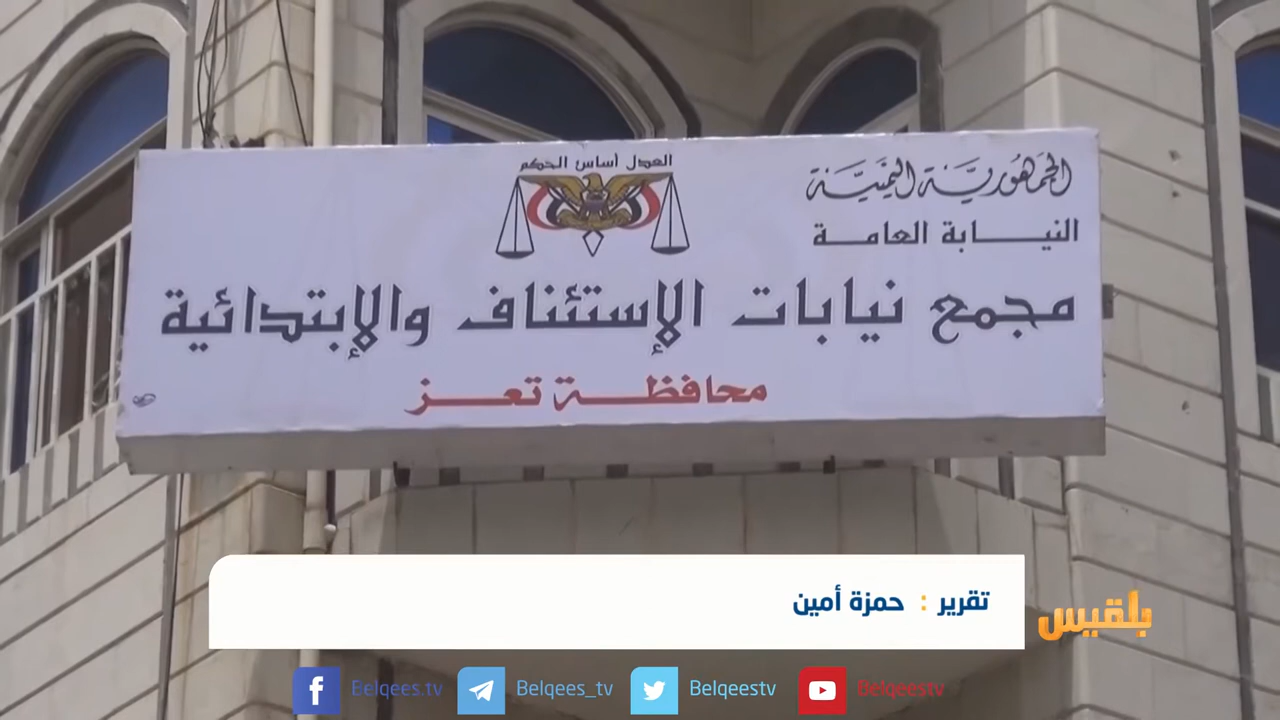 العدل أساس الحكم
الجمهورية اليمنية
النيابة العامة
مجمع نيابات الإستئناف والإبتدائية
محافظة تعز
تقرير : حمزة أمين
بلقيس
Belqees.tv
Belqees_tv
Belqeestv
Belqeestv